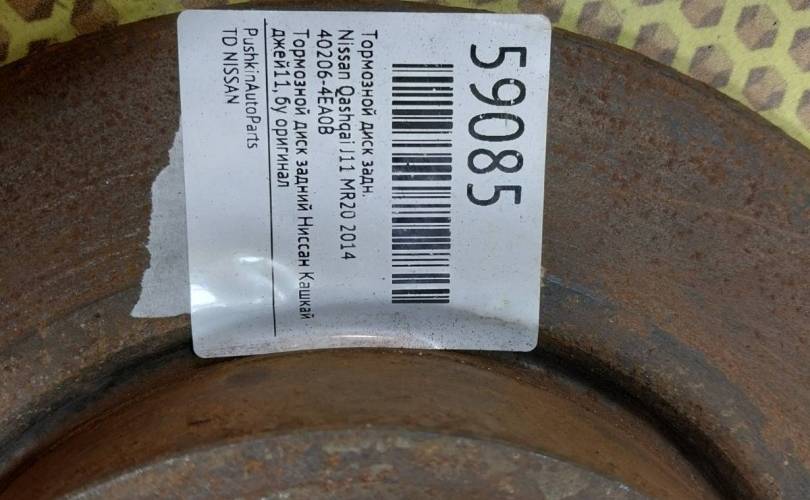 59085
Тормозной диск задн.
Nissan Qashqai J11 MR20 2014
40206-4EA0B
Тормозной диск задний Ниссан Кашкай
джей11, бу оригинал
PushkinAutoParts
TD NISSAN